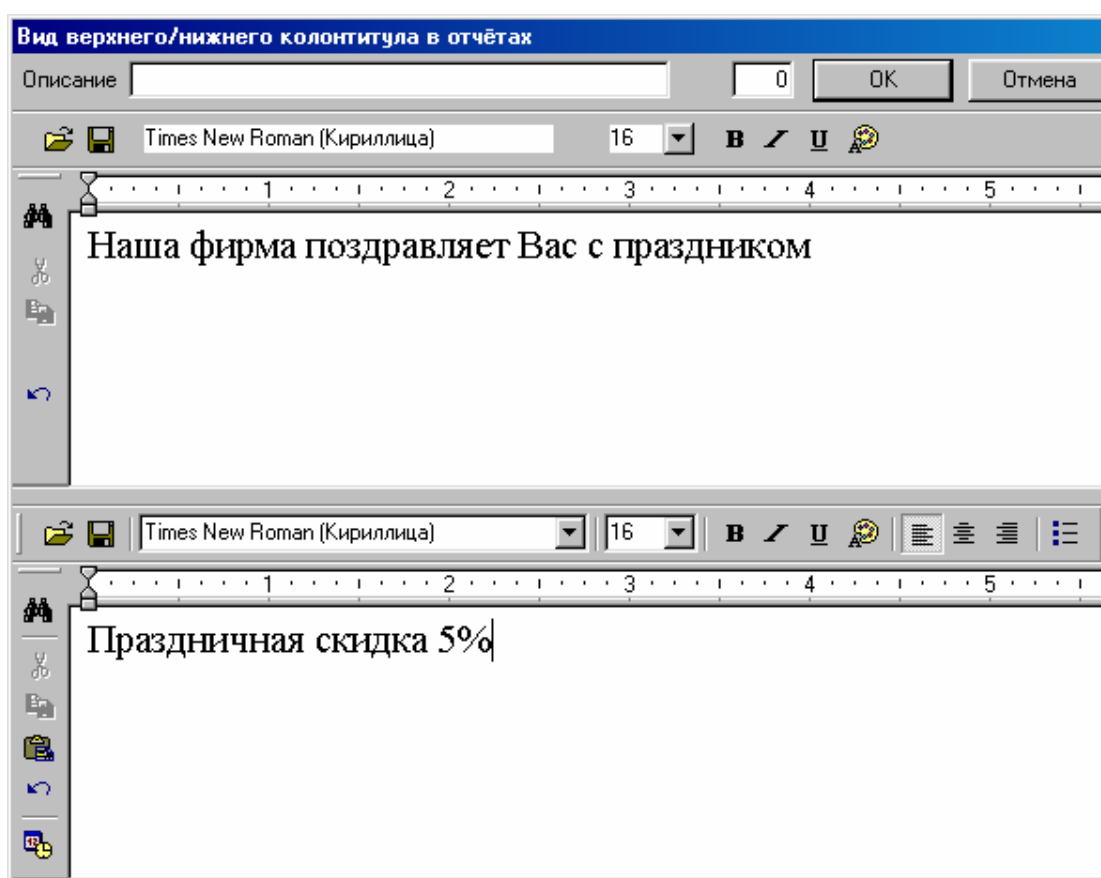 Вид верхнего/нижнего колонтитула в отчётах
Описание 0 OK Отмена
Times New Roman (Кириллица) 16 B I U
1 2 3 4 5
Наша фирма поздравляет Вас с праздником
Times New Roman (Кириллица) 16 B I U
1 2 3 4 5
Праздничная скидка 5%